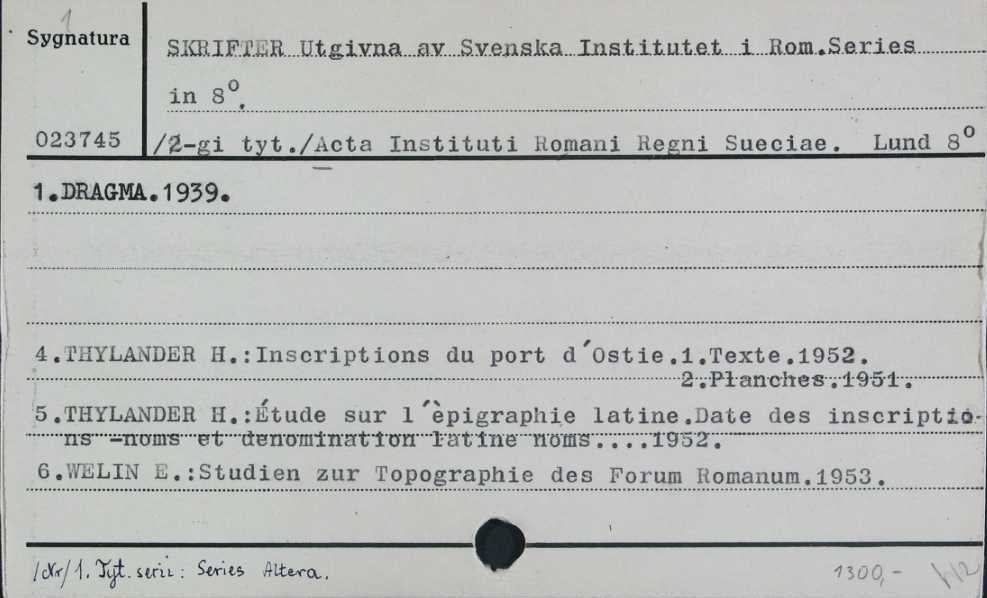 1
Sygnatura
SKRIFTER Utgivna av Svenska Institutet i Rom.Series
in 8°.
023745
/2-gi tyt./Acta Instituti Romani Regni Sueciae. Lund 8°
1.DRAGMA.1939.
4.THYLANDER H.:Inscriptions du port d´Ostie.1.Texte.1952.
2.Planches.1951.
5.THYLANDER H.:Étude sur l´èpigraphie latine.Date des inscriptio-
ns -noms et denomination latine noms....1952.
6.WELIN E.:Studien zur Topographie des Forum Romanum.1953.
/Nr/1. Tyt. serii: Series Altera.
1300,-